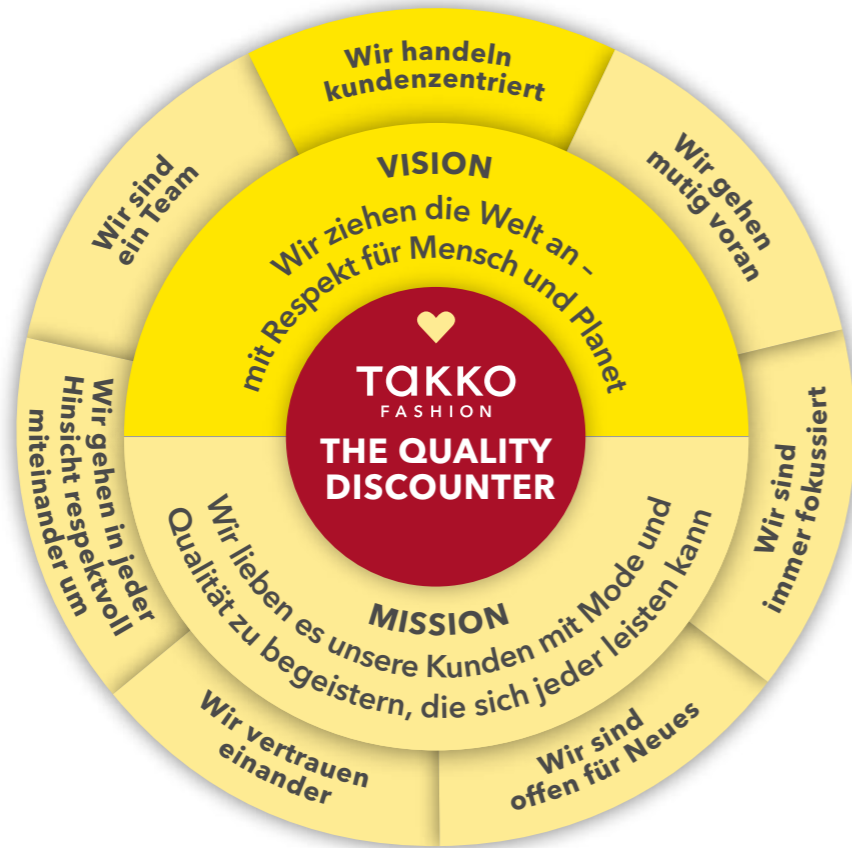 Wir handeln
kundenzentriert
Wir gehen
mutig voran
Wir sind
immer fokussiert
Wir sind
offen für Neues
Wir vertrauen
einander
Wir gehen in jeder
Hinsicht respektvoll
miteinander um
Wir sind
ein Team
VISION
Wir ziehen die Welt an –
mit Respekt für Mensch und Planet
TAKKO
FASHION
THE QUALITY
DISCOUNTER
MISSION
Wir lieben es unsere Kunden mit Mode und
Qualität zu begeistern, die sich jeder leisten kann